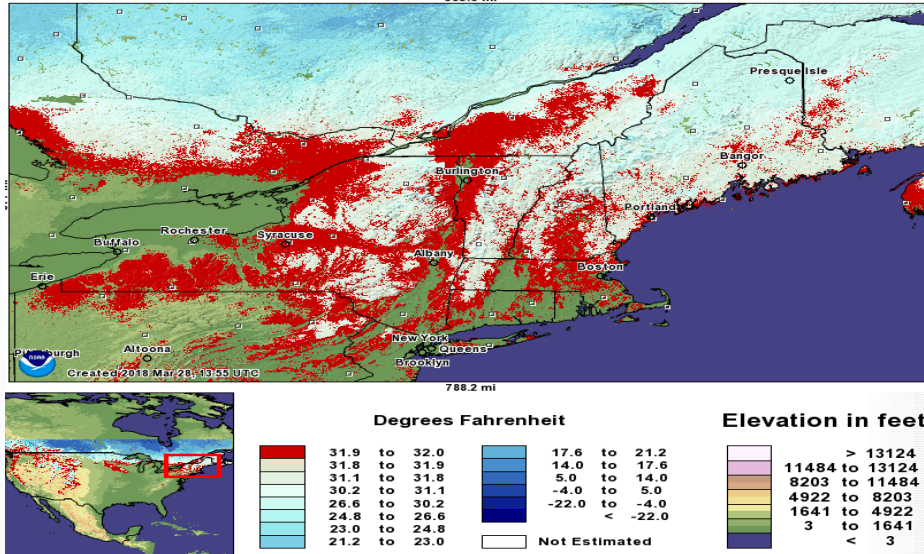 Presque Isle
Bangor
Burlington
Portland
Rochester
Syracuse
Buffalo
Albany
Boston
Erie
New York
Queens
Brooklyn
Altoona
noaa
Created 2018 Mar 28, 13:55 UTC
788.2 mi
Degrees Fahrenheit
31.9 to 32.0
31.8 to 31.9
31.1 to 31.8
30.2 to 31.1
26.6 to 30.2
24.8 to 26.6
23.0 to 24.8
21.2 to 23.0
17.6 to 21.2
14.0 to 17.6
5.0 to 14.0
-4.0 to 5.0
-22.0 to -4.0
< -22.0
Not Estimated
Elevation in feet
> 13124
11484 to 13124
8203 to 11484
4922 to 8203
1641 to 4922
3 to 1641
< 3